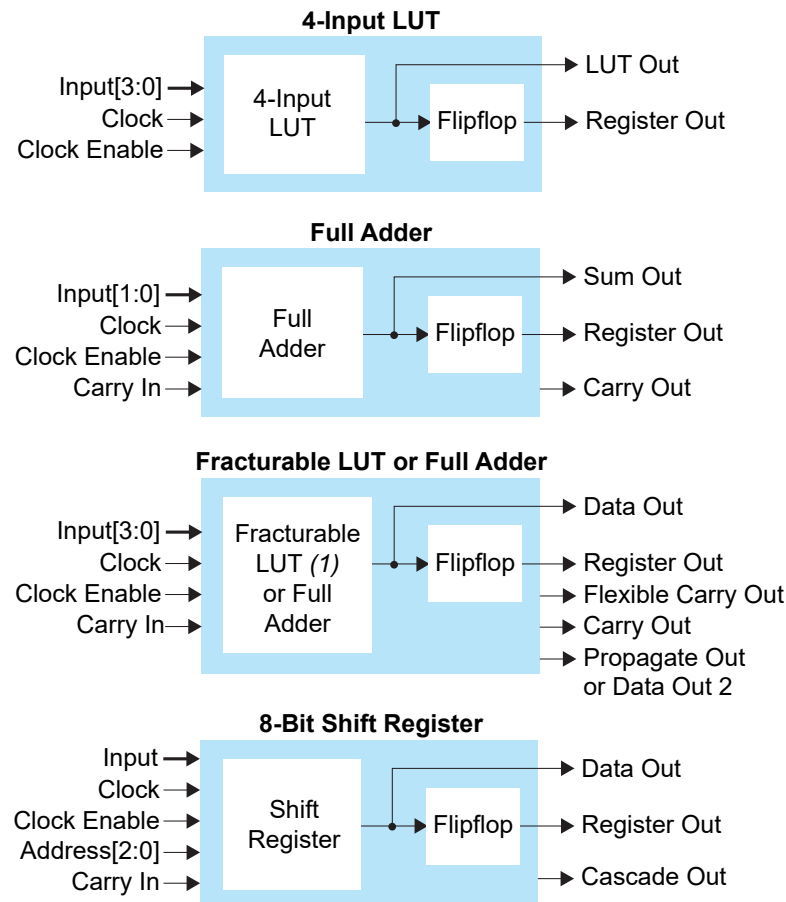 4-Input LUT
Input[3:0]
Clock
Clock Enable
4-Input
LUT
Flipflop
LUT Out
Register Out
Full Adder
Input[1:0]
Clock
Clock Enable
Carry In
Full
Adder
Flipflop
Sum Out
Register Out
Carry Out
Fracturable LUT or Full Adder
Input[3:0]
Clock
Clock Enable
Carry In
Fracturable
LUT (1)
or Full
Adder
Flipflop
Data Out
Register Out
Flexible Carry Out
Carry Out
Propagate Out
or Data Out 2
8-Bit Shift Register
Input
Clock
Clock Enable
Address[2:0]
Carry In
Shift
Register
Flipflop
Data Out
Register Out
Cascade Out